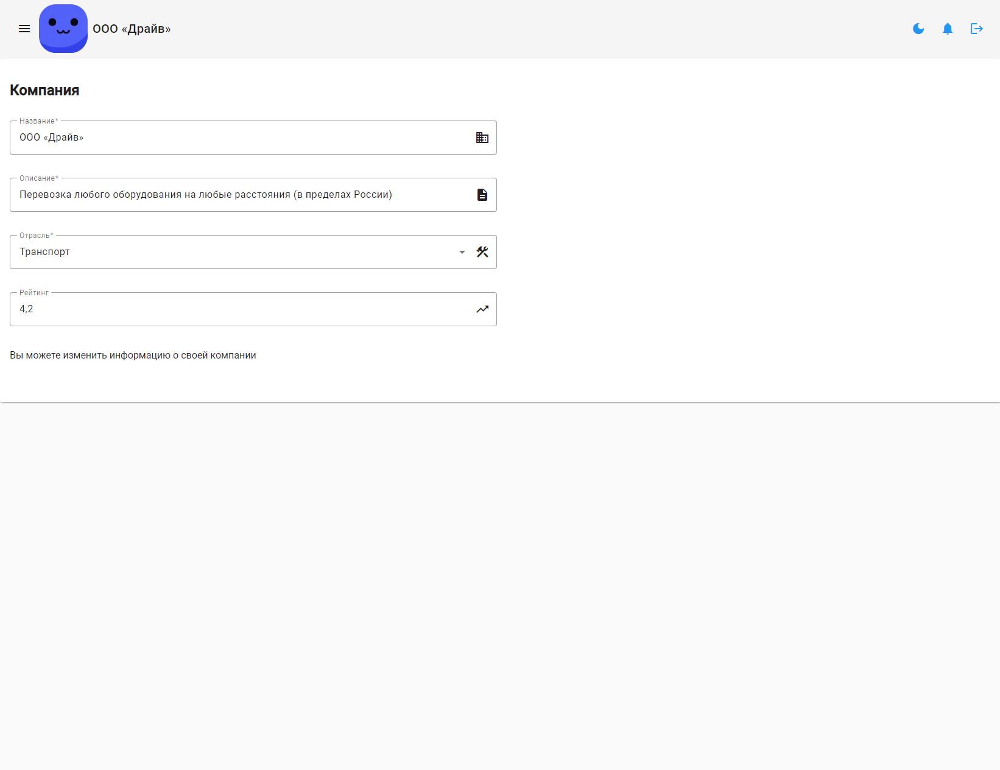 ООО «Драйв»
Компания
Название*
ООО «Драйв»
Описание*
Перевозка любого оборудования на любые расстояния (в пределах России)
Отрасль*
Транспорт
Рейтинг
4,2
Вы можете изменить информацию о своей компании